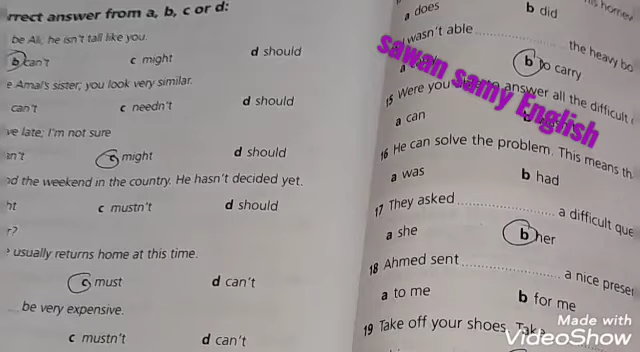 rrect answer from a, b, c or d:
be Ali, he isn't tall like you.
b can't c might d should
e Amal's sister; you look very similar.
can't c needn't d should
ve late; I'm not sure
an't c might d should
nd the weekend in the country. He hasn't decided yet.
ht c mustn't d should
r?
usually returns home at this time.
c must d can't
.... be very expensive.
c mustn't d can't
a does b did
wasn't able .................... the heavy bo
a b to carry
15 Were you answer all the difficult
a can b
16 He can solve the problem. This means th
a was b had
17 They asked .................... a difficult que
a she b her
18 Ahmed sent .................... a nice presen
a to me b for me
19 Take off your shoes. Take
sawan samy English
Made with
VideoShow